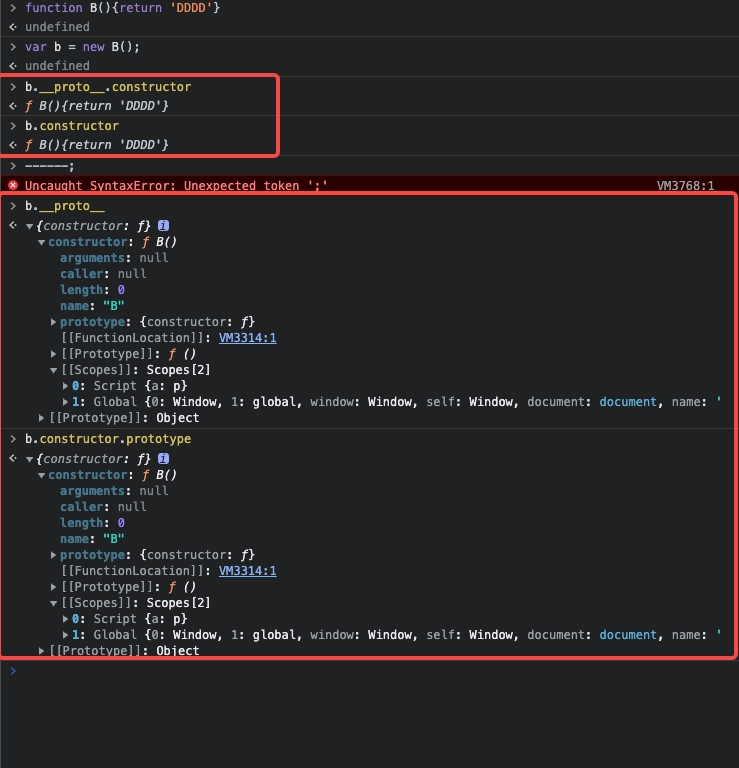 > function B(){return 'DDDD'}
<· undefined
> var b = new B();
<· undefined
> b.__proto__.constructor
<· ƒ B(){return 'DDDD'}
> b.constructor
<· ƒ B(){return 'DDDD'}
> ------;
Uncaught SyntaxError: Unexpected token ';' VM3768:1
> b.__proto__
<· ▼{constructor: ƒ} i
▼constructor: ƒ B()
arguments: null
caller: null
length: 0
name: "B"
▶prototype: {constructor: ƒ}
[[FunctionLocation]]: VM3314:1
▶[[Prototype]]: ƒ ()
▼[[Scopes]]: Scopes[2]
▶0: Script {a: p}
▶1: Global {0: Window, 1: global, window: Window, self: Window, document: document, name: '
▶[[Prototype]]: Object
> b.constructor.prototype
<· ▼{constructor: ƒ} i
▼constructor: ƒ B()
arguments: null
caller: null
length: 0
name: "B"
▶prototype: {constructor: ƒ}
[[FunctionLocation]]: VM3314:1
▶[[Prototype]]: ƒ ()
▼[[Scopes]]: Scopes[2]
▶0: Script {a: p}
▶1: Global {0: Window, 1: global, window: Window, self: Window, document: document, name: '
▶[[Prototype]]: Object
>